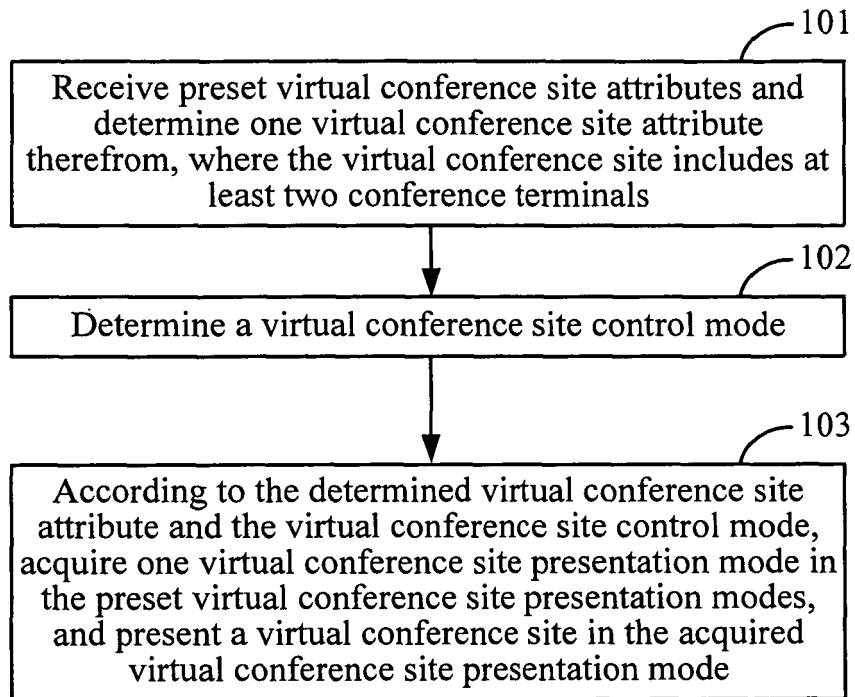 101
Receive preset virtual conference site attributes and
determine one virtual conference site attribute
therefrom, where the virtual conference site includes at
least two conference terminals
102
Determine a virtual conference site control mode
103
According to the determined virtual conference site
attribute and the virtual conference site control mode,
acquire one virtual conference site presentation mode in
the preset virtual conference site presentation modes,
and present a virtual conference site in the acquired
virtual conference site presentation mode